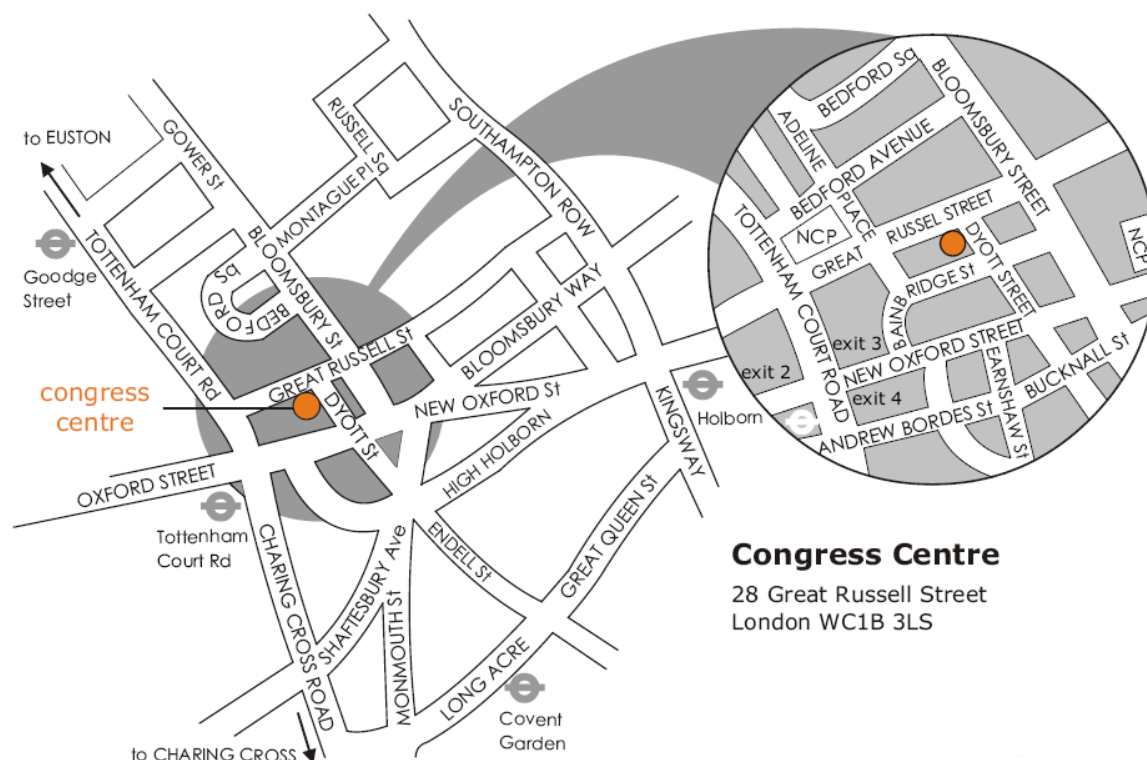 to EUSTON
GOWER St
RUSSELL Sq
MONTAGUE Pl
SOUTHAMPTON ROW
Goodge
Street
TOTTENHAM COURT Rd
BEDFORD Sq
BLOOMSBURY St
GREAT RUSSELL St
BLOOMSBURY WAY
congress
centre
DYOTT St
NEW OXFORD St
HIGH HOLBORN
OXFORD STREET
Tottenham
Court Rd
Holborn
KINGSWAY
CHARING CROSS ROAD
SHAFTESBURY Ave
MONMOUTH St
ENDELL St
GREAT QUEEN St
LONG ACRE
Covent
Garden
to CHARING CROSS
BEDFORD Sq
BLOOMSBURY STREET
ADELINE PLACE
BEDFORD AVENUE
TOTTENHAM COURT ROAD
NCP
GREAT RUSSEL STREET
DYOTT STREET
NCP
BAINBRIDGE St
exit 3
exit 2
NEW OXFORD STREET
exit 4
EARNSHAW St
BUCKNALL St
ANDREW BORDES St
Congress Centre
28 Great Russell Street
London WC1B 3LS